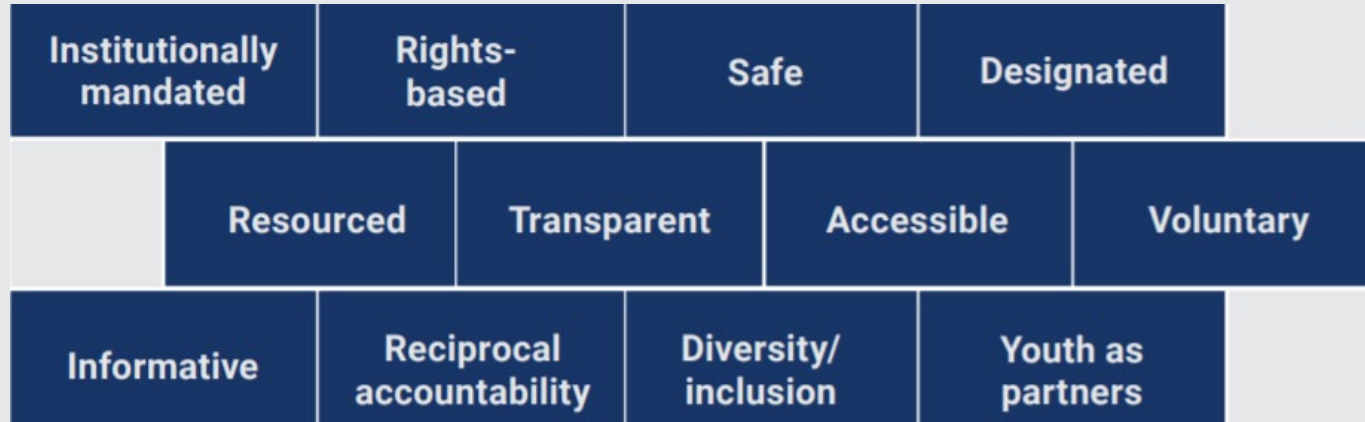 Institutionally
mandated
Rights-
based
Safe
Designated
Resourced
Transparent
Accessible
Voluntary
Informative
Reciprocal
accountability
Diversity/
inclusion
Youth as
partners